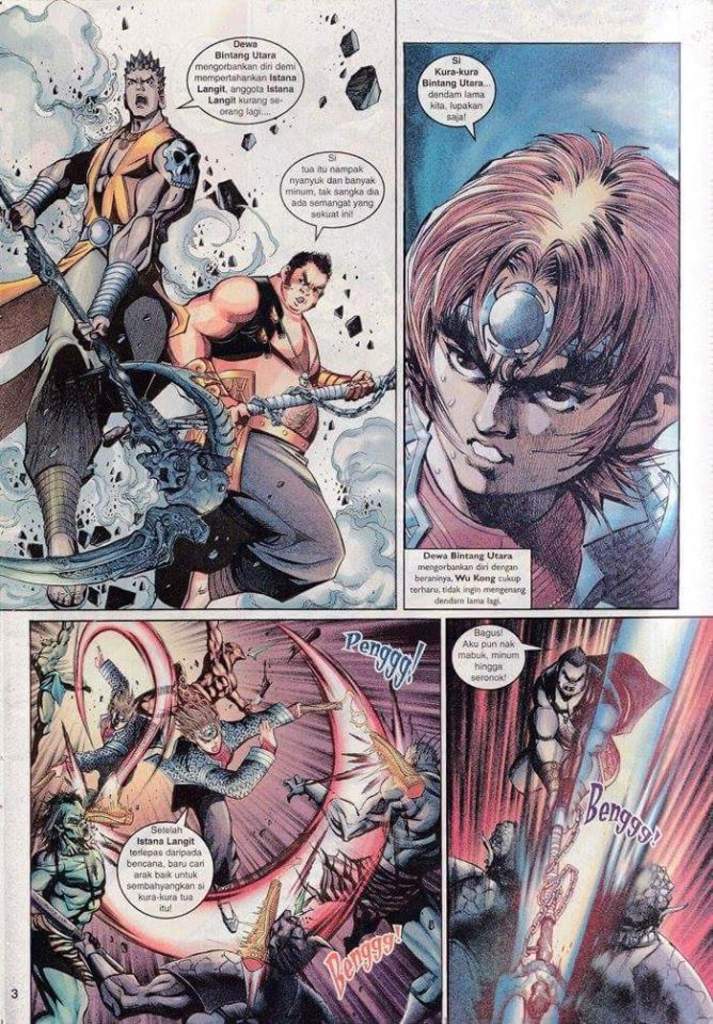 Dewa
Bintang Utara
mengorbankan diri demi
mempertahankan Istana
Langit, anggota Istana
Langit kurang se-
orang lagi....
Si
tua itu nampak
nyanyuk dan banyak
minum, tak sangka dia
ada semangat yang
sekuat ini!
Si
Kura-kura
Bintang Utara...
dendam lama
kita, lupakan
saja!
Dewa Bintang Utara
mengorbankan diri dengan
beraninya, Wu Kong cukup
terharu, tidak ingin mengenang
dendam lama lagi.
Penggg!
Setelah
Istana Langit
terlepas daripada
bencana, baru cari
arak baik untuk
sembahyangkan si
kura-kura tua
itu!
Bengggg!
Bagus!
Aku pun nak
mabuk, minum
hingga
seronok!
Bengggg!
3